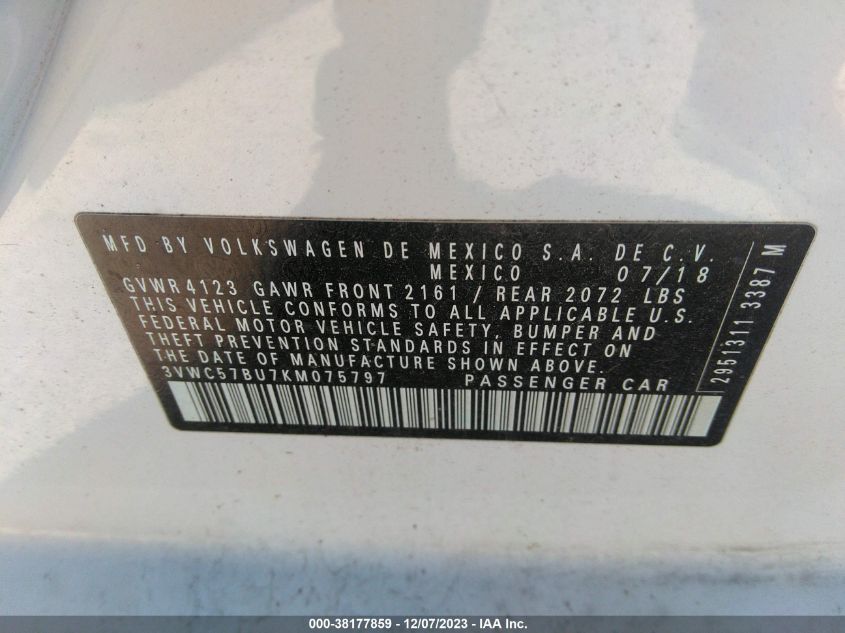 MFD BY VOLKSWAGEN DE MEXICO S.A. DE C.V.
MEXICO 07/18
GVWR 4123 GAWR FRONT 2161 / REAR 2072 LBS
THIS VEHICLE CONFORMS TO ALL APPLICABLE U.S.
FEDERAL MOTOR VEHICLE SAFETY, BUMPER AND
THEFT PREVENTION STANDARDS IN EFFECT ON
THE DATE OF MANUFACTURE SHOWN ABOVE.
3VWC57BU7KM075797 PASSENGER CAR
2951311 3387 M
000-38177859 - 12/07/2023 - IAA Inc.